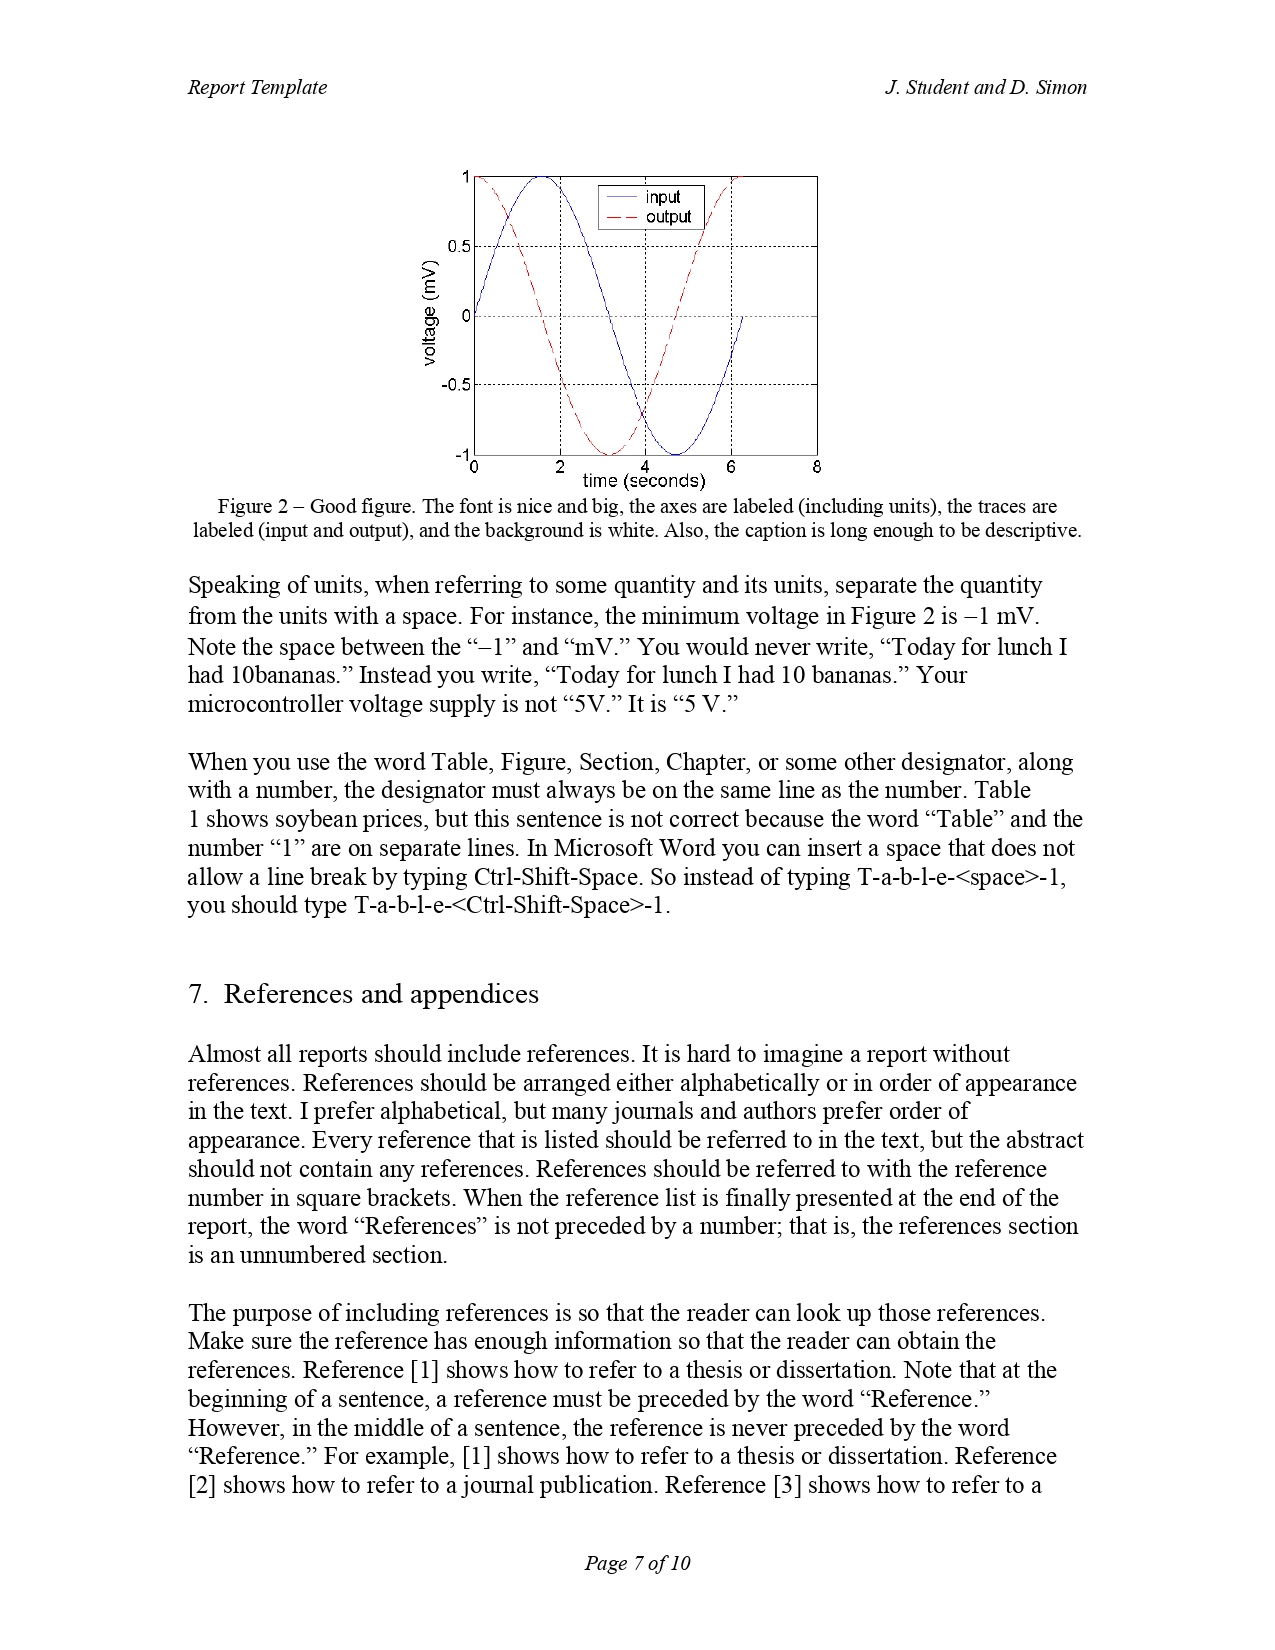 Report Template
J. Student and D. Simon
1
0.5
0
-0.5
-1
voltage (mV)
input
output
0 2 4 6 8
time (seconds)
Figure 2 – Good figure. The font is nice and big, the axes are labeled (including units), the traces are
labeled (input and output), and the background is white. Also, the caption is long enough to be descriptive.
Speaking of units, when referring to some quantity and its units, separate the quantity
from the units with a space. For instance, the minimum voltage in Figure 2 is –1 mV.
Note the space between the “–1” and “mV.” You would never write, “Today for lunch I
had 10bananas.” Instead you write, “Today for lunch I had 10 bananas.” Your
microcontroller voltage supply is not “5V.” It is “5 V.”
When you use the word Table, Figure, Section, Chapter, or some other designator, along
with a number, the designator must always be on the same line as the number. Table
1 shows soybean prices, but this sentence is not correct because the word “Table” and the
number “1” are on separate lines. In Microsoft Word you can insert a space that does not
allow a line break by typing Ctrl-Shift-Space. So instead of typing T-a-b-l-e-<space>-1,
you should type T-a-b-l-e-<Ctrl-Shift-Space>-1.
7. References and appendices
Almost all reports should include references. It is hard to imagine a report without
references. References should be arranged either alphabetically or in order of appearance
in the text. I prefer alphabetical, but many journals and authors prefer order of
appearance. Every reference that is listed should be referred to in the text, but the abstract
should not contain any references. References should be referred to with the reference
number in square brackets. When the reference list is finally presented at the end of the
report, the word “References” is not preceded by a number; that is, the references section
is an unnumbered section.
The purpose of including references is so that the reader can look up those references.
Make sure the reference has enough information so that the reader can obtain the
references. Reference [1] shows how to refer to a thesis or dissertation. Note that at the
beginning of a sentence, a reference must be preceded by the word “Reference.”
However, in the middle of a sentence, the reference is never preceded by the word
“Reference.” For example, [1] shows how to refer to a thesis or dissertation. Reference
[2] shows how to refer to a journal publication. Reference [3] shows how to refer to a
Page 7 of 10